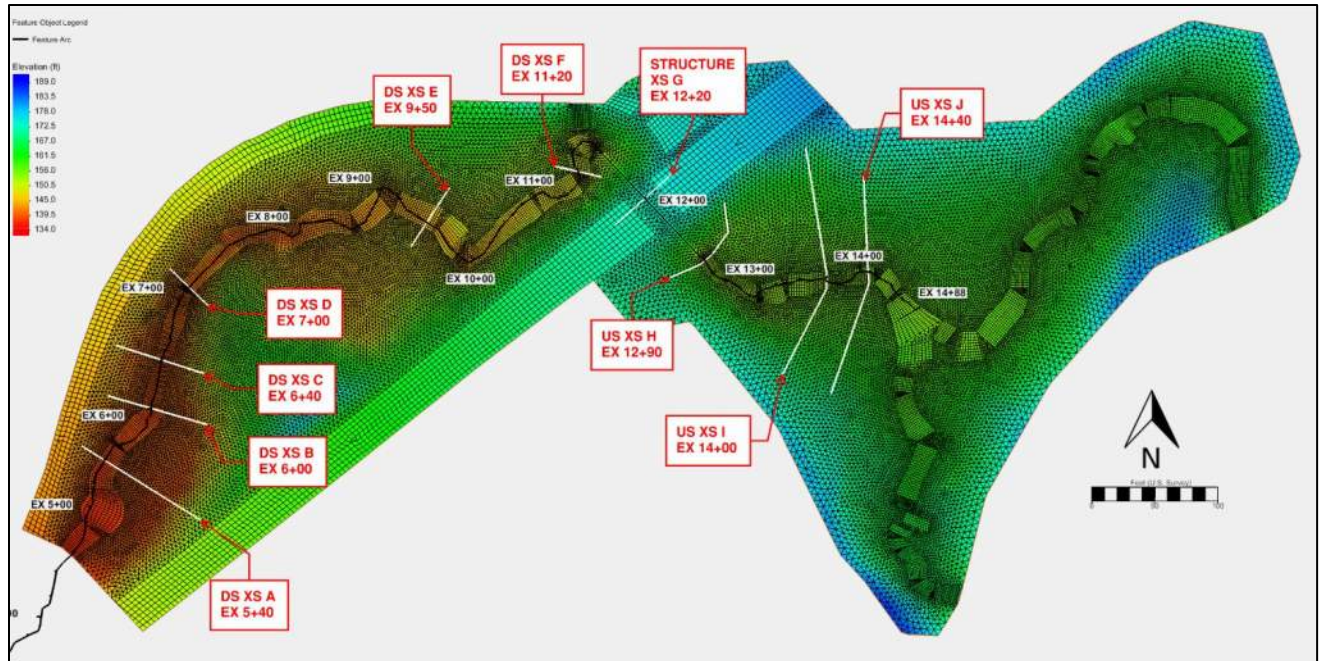 Feature Object Legend
Feature Arc
Elevation (ft)
189.0
183.5
178.0
172.5
167.0
161.5
156.0
150.5
145.0
139.5
134.0
DS XS E
EX 9+50
DS XS F
EX 11+20
STRUCTURE
XS G
EX 12+20
US XS J
EX 14+40
EX 9+00
EX 11+00
EX 8+00
EX 12+00
EX 10+00
EX 13+00
EX 14+00
EX 14+88
EX 7+00
DS XS D
EX 7+00
US XS H
EX 12+90
DS XS C
EX 6+40
EX 6+00
DS XS B
EX 6+00
US XS I
EX 14+00
N
Feet (U.S. Survey)
0
50
100
EX 5+00
DS XS A
EX 5+40